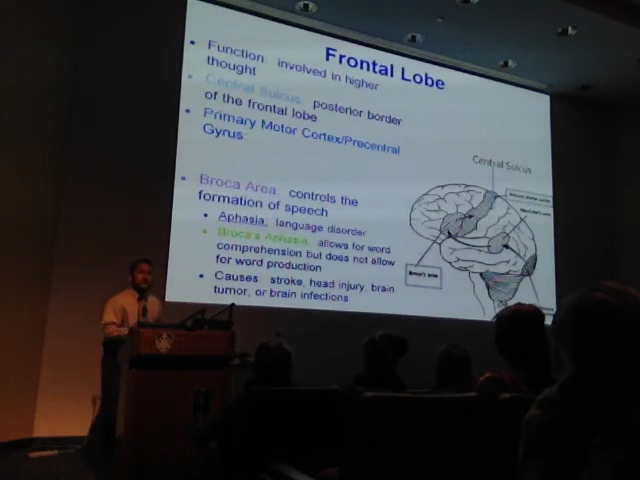 Frontal Lobe
Function: involved in higher
thought
Central Sulcus: posterior border
of the frontal lobe
Primary Motor Cortex/Precentral
Gyrus:
Broca Area: controls the
formation of speech
Aphasia: language disorder
Broca's Aphasia: allows for word
comprehension but does not allow
for word production
Causes: stroke, head injury, brain
tumor, or brain infections
Central Sulcus
Broca's area